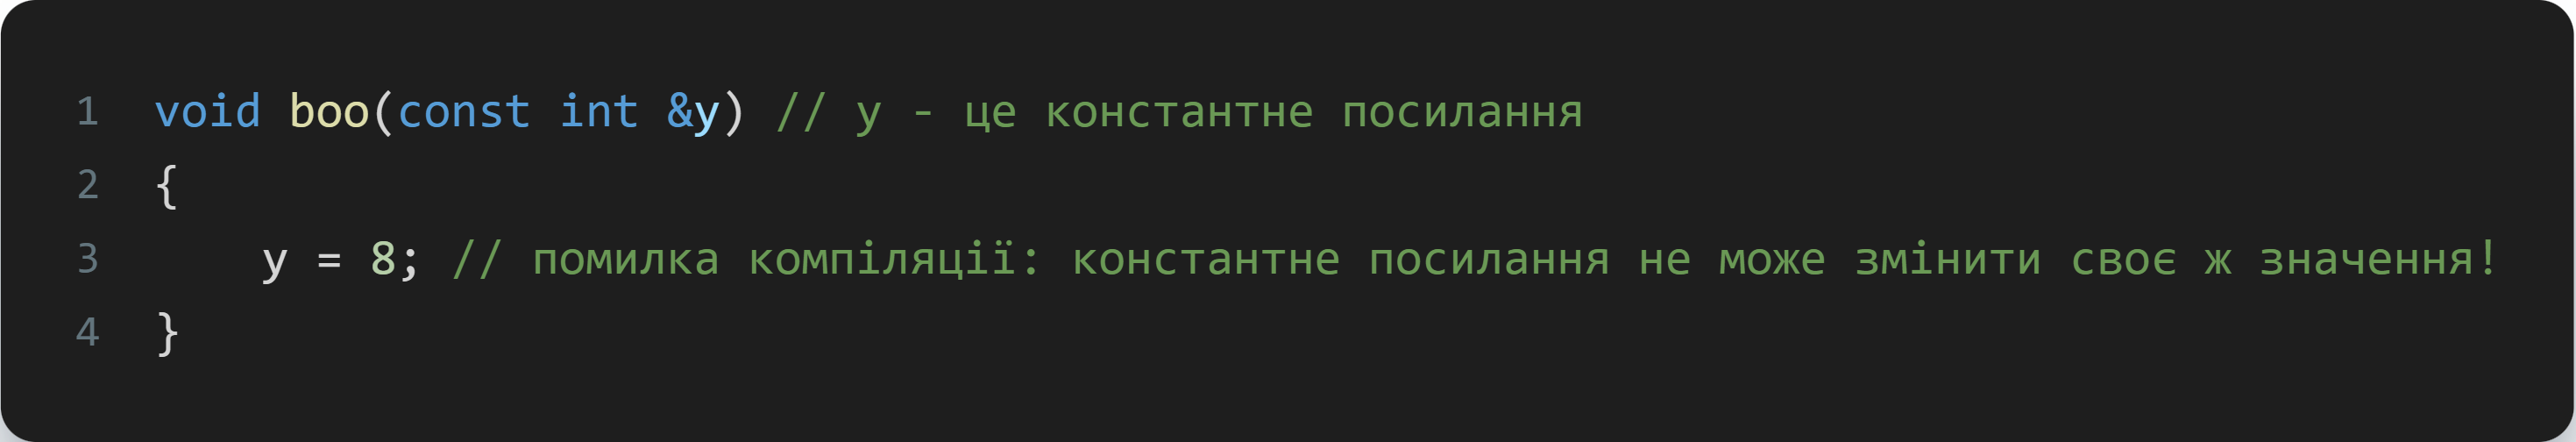 1 void boo(const int &y) // y - це константне посилання
2 {
3     y = 8; // помилка компіляції: константне посилання не може змінити своє ж значення!
4 }